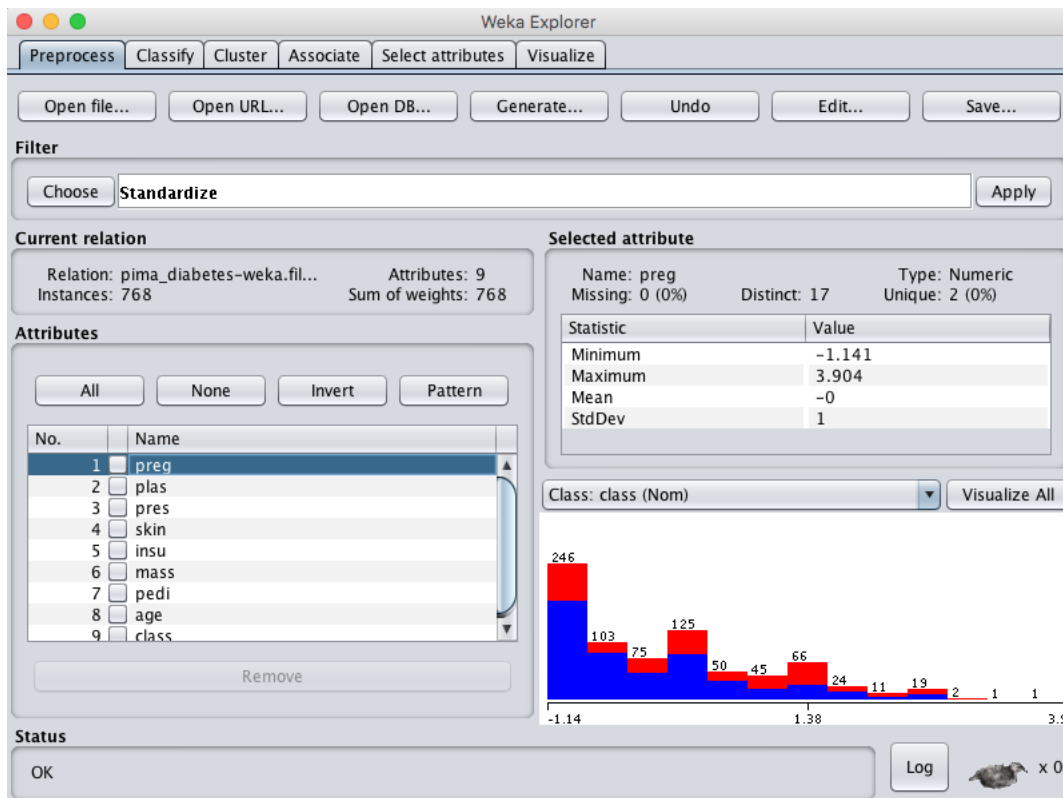 Weka Explorer
Preprocess Classify Cluster Associate Select attributes Visualize
Open file... Open URL... Open DB... Generate... Undo Edit... Save...
Filter
Choose Standardize Apply
Current relation
Relation: pima_diabetes-weka.fil... Attributes: 9
Instances: 768 Sum of weights: 768
Attributes
All None Invert Pattern
No. Name
1 preg
2 plas
3 pres
4 skin
5 insu
6 mass
7 pedi
8 age
9 class
Remove
Selected attribute
Name: preg Type: Numeric
Missing: 0 (0%) Distinct: 17 Unique: 2 (0%)
Statistic Value
Minimum -1.141
Maximum 3.904
Mean -0
StdDev 1
Class: class (Nom) Visualize All
246 103 75 125 50 45 66 24 11 19 2 1 1
-1.14 1.38
Status
OK
Log x 0